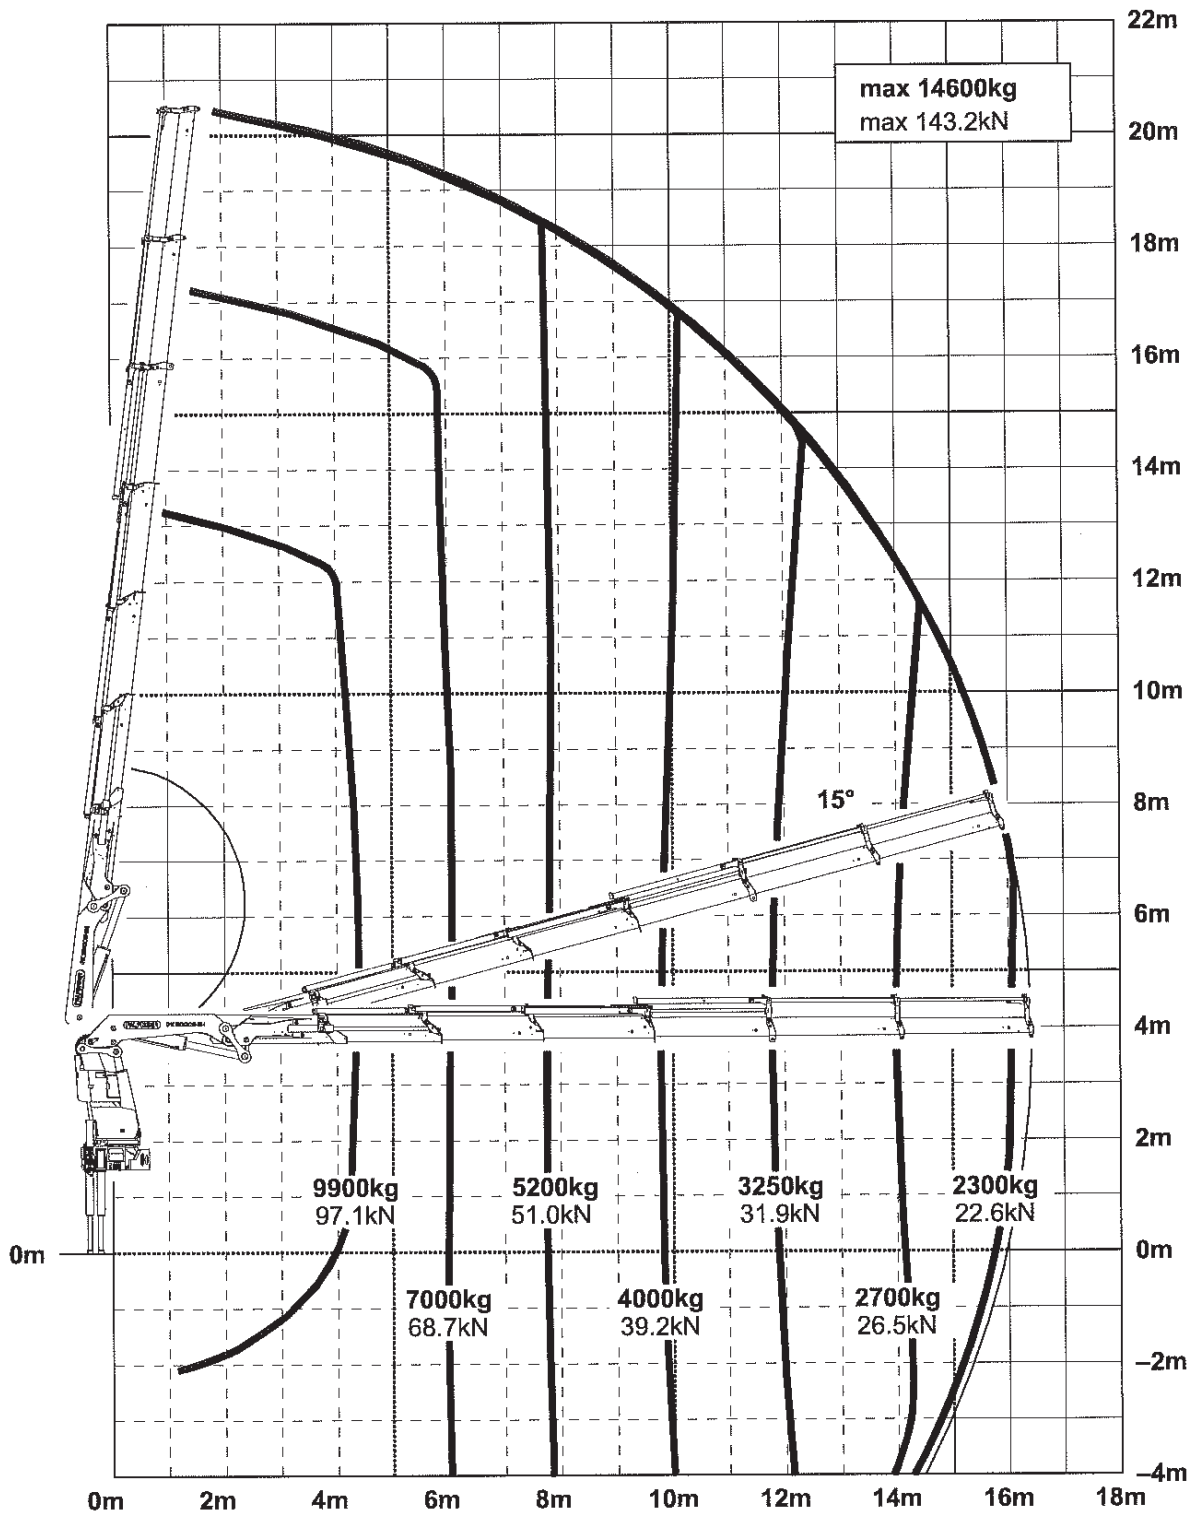 22m
max 14600kg
max 143.2kN
20m
18m
16m
14m
12m
10m
15°
8m
6m
4m
2m
9900kg
97.1kN
5200kg
51.0kN
3250kg
31.9kN
2300kg
22.6kN
0m
0m
7000kg
68.7kN
4000kg
39.2kN
2700kg
26.5kN
–2m
–4m
0m 2m 4m 6m 8m 10m 12m 14m 16m 18m